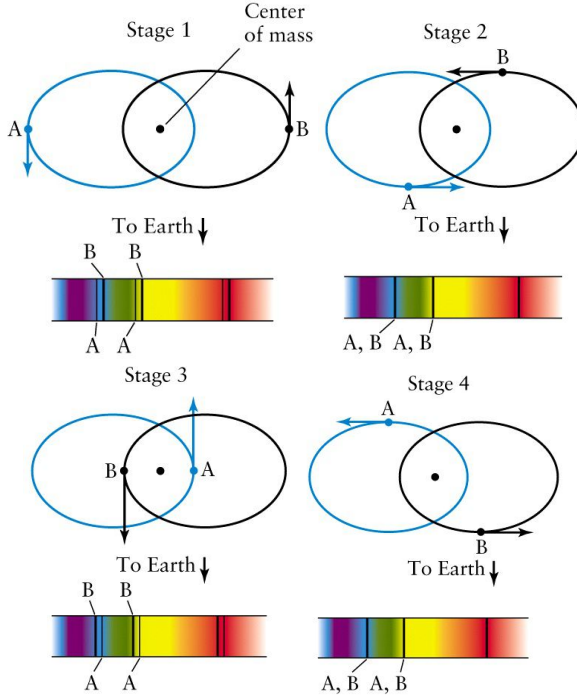 Stage 1
Center
of mass
A
B
To Earth
B
B
A
A
Stage 2
B
A
To Earth
A, B
A, B
Stage 3
B
A
To Earth
B
B
A
A
Stage 4
A
B
To Earth
A, B
A, B